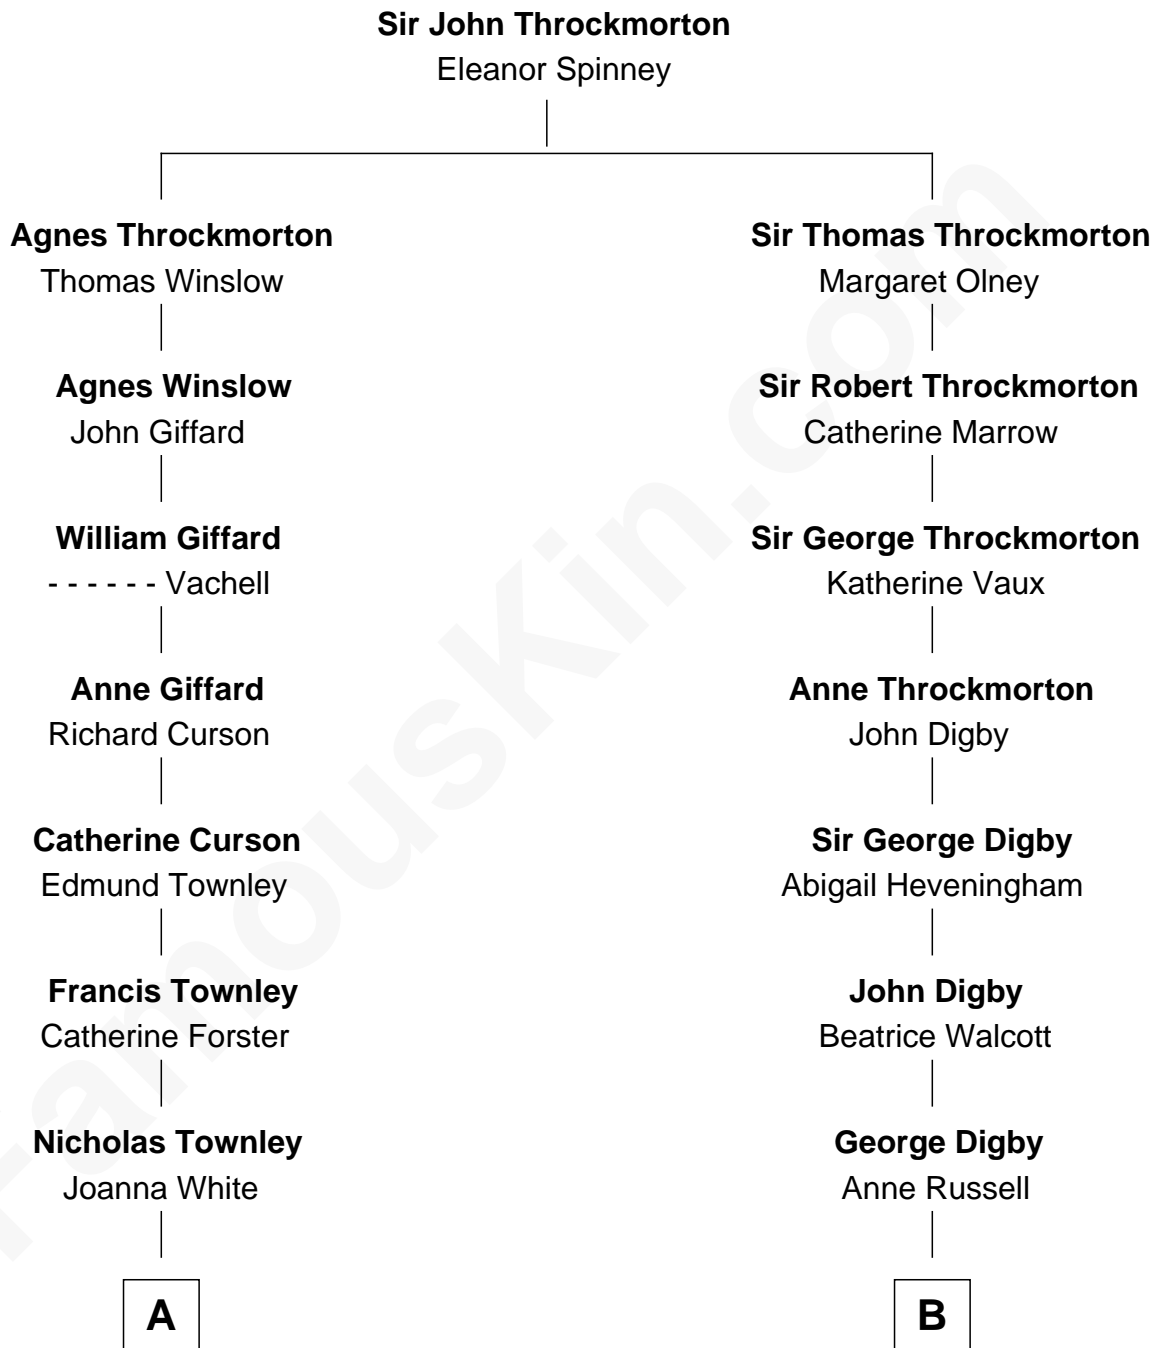 Sir John Throckmorton
Eleanor Spinney
Agnes Throckmorton
Thomas Winslow
Sir Thomas Throckmorton
Margaret Olney
Agnes Winslow
John Giffard
Sir Robert Throckmorton
Catherine Marrow
William Giffard
- - - - - - Vachell
Sir George Throckmorton
Katherine Vaux
Anne Giffard
Richard Curson
Anne Throckmorton
John Digby
Catherine Curson
Edmund Townley
Sir George Digby
Abigail Heveningham
Francis Townley
Catherine Forster
John Digby
Beatrice Walcott
Nicholas Townley
Joanna White
George Digby
Anne Russell
A
B
FamousKin.com